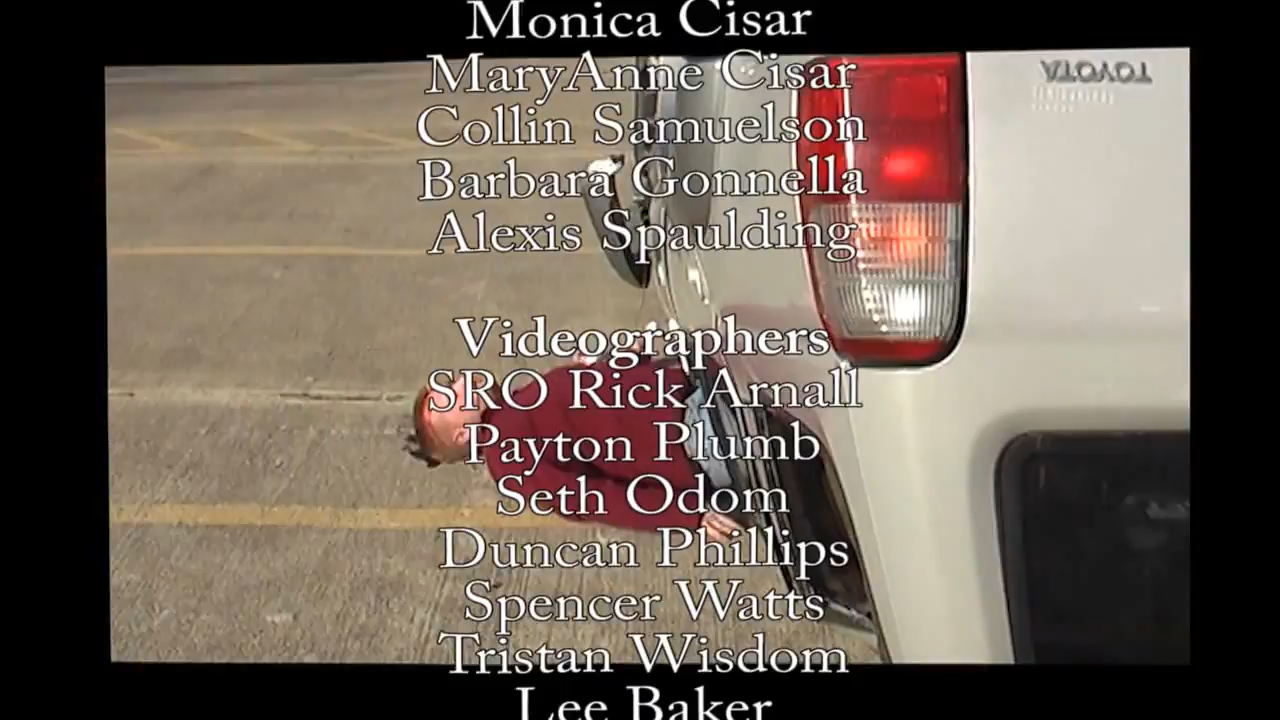 Monica Cisar
MaryAnne Cisar
Collin Samuelson
Barbara Gonnella
Alexis Spaulding
Videographers
SRO Rick Arnall
Payton Plumb
Seth Odom
Duncan Phillips
Spencer Watts
Tristan Wisdom
Lee Baker
TOYOTA